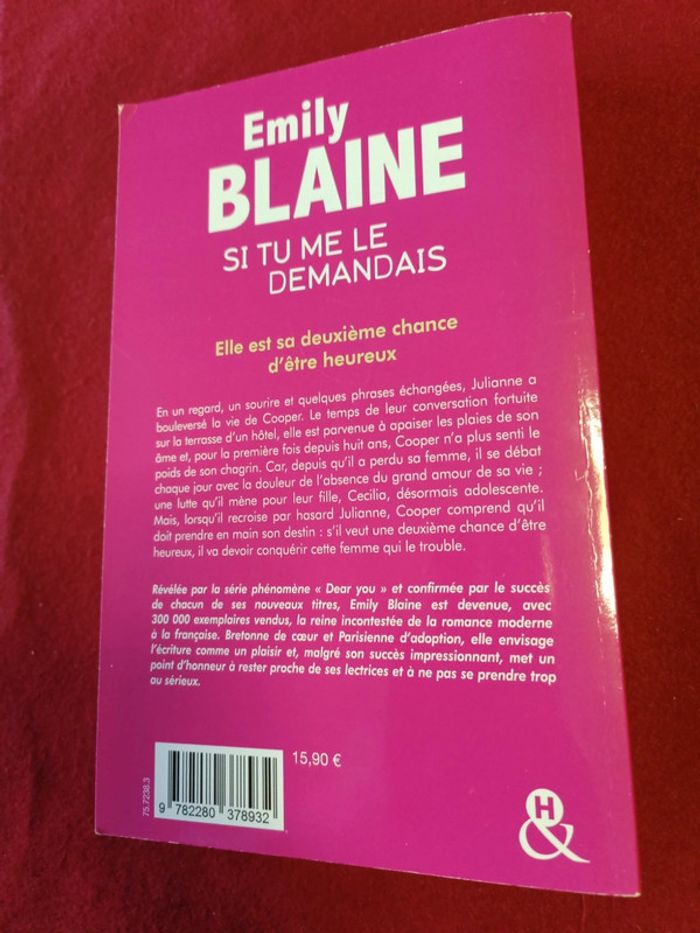 Emily
BLAINE
SI TU ME LE
DEMANDAIS
Elle est sa deuxième chance
d'être heureux
En un regard, un sourire et quelques phrases échangées, Julianne a
bouleversé la vie de Cooper. Le temps de leur conversation fortuite
sur la terrasse d'un hôtel, elle est parvenue à apaiser les plaies de son
âme et, pour la première fois depuis huit ans, Cooper n'a plus senti le
poids de son chagrin. Car, depuis qu'il a perdu sa femme, il se débat
chaque jour avec la douleur de l'absence du grand amour de sa vie ;
une lutte qu'il mène pour leur fille, Cecilia, désormais adolescente.
Mais, lorsqu'il recroise par hasard Julianne, Cooper comprend qu'il
doit prendre en main son destin : s'il veut une deuxième chance d'être
heureux, il va devoir conquérir cette femme qui le trouble.
Révélée par la série phénomène « Dear you » et confirmée par le succès
de chacun de ses nouveaux titres, Emily Blaine est devenue, avec
300 000 exemplaires vendus, la reine incontestée de la romance moderne
à la française. Bretonne de cœur et Parisienne d'adoption, elle envisage
l'écriture comme un plaisir et, malgré son succès impressionnant, met un
point d'honneur à rester proche de ses lectrices et à ne pas se prendre trop
au sérieux.
75.7238.3
15,90 €
9 782280 378932
H
&